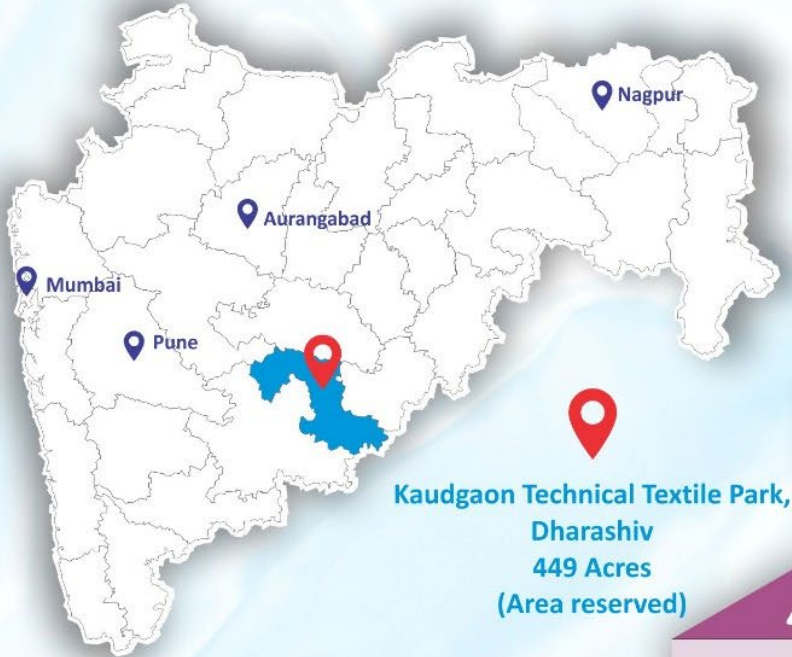 Nagpur
Aurangabad
Mumbai
Pune
Kaudgaon Technical Textile Park,
Dharashiv
449 Acres
(Area reserved)